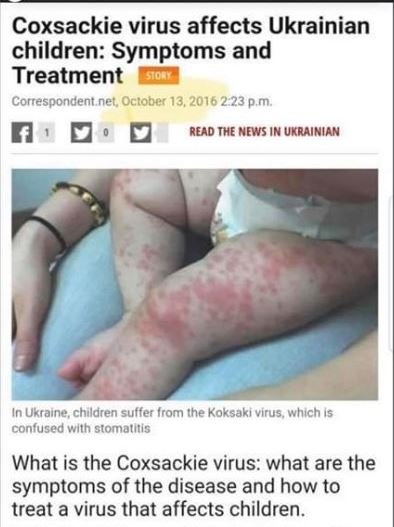 Coxsackie virus affects Ukrainian
children: Symptoms and
Treatment STORY
Correspondent.net, October 13, 2016 2:23 p.m.
1 0 READ THE NEWS IN UKRAINIAN
In Ukraine, children suffer from the Koksaki virus, which is
confused with stomatitis
What is the Coxsackie virus: what are the
symptoms of the disease and how to
treat a virus that affects children.